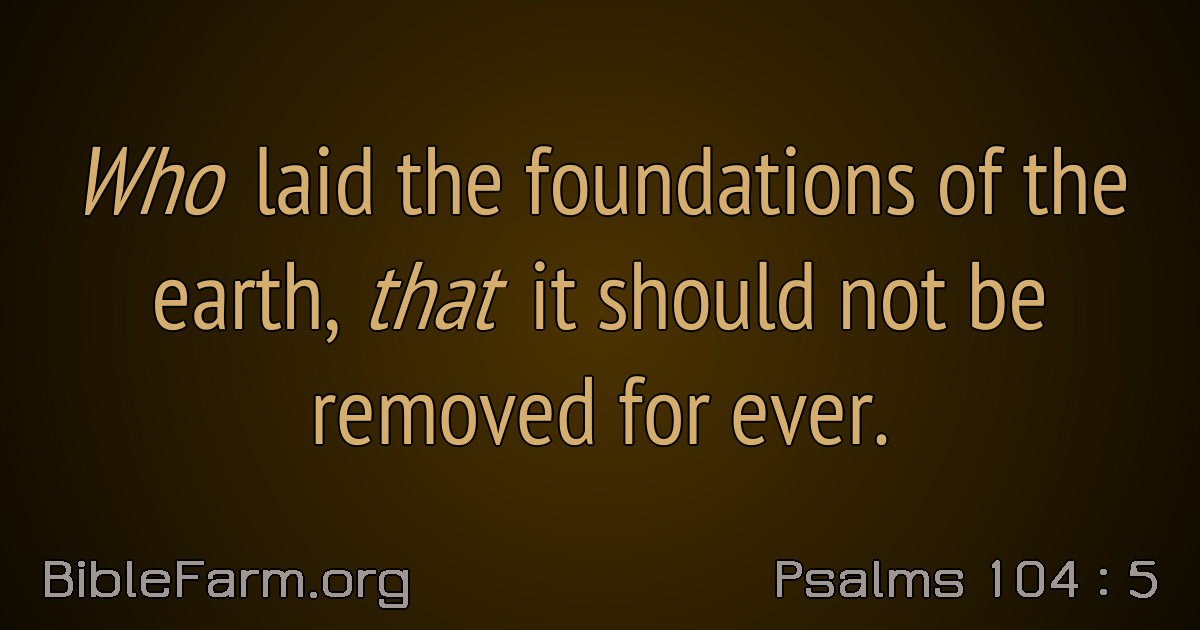 Who laid the foundations of the
earth, that it should not be
removed for ever.
BibleFarm.org
Psalms 104 : 5